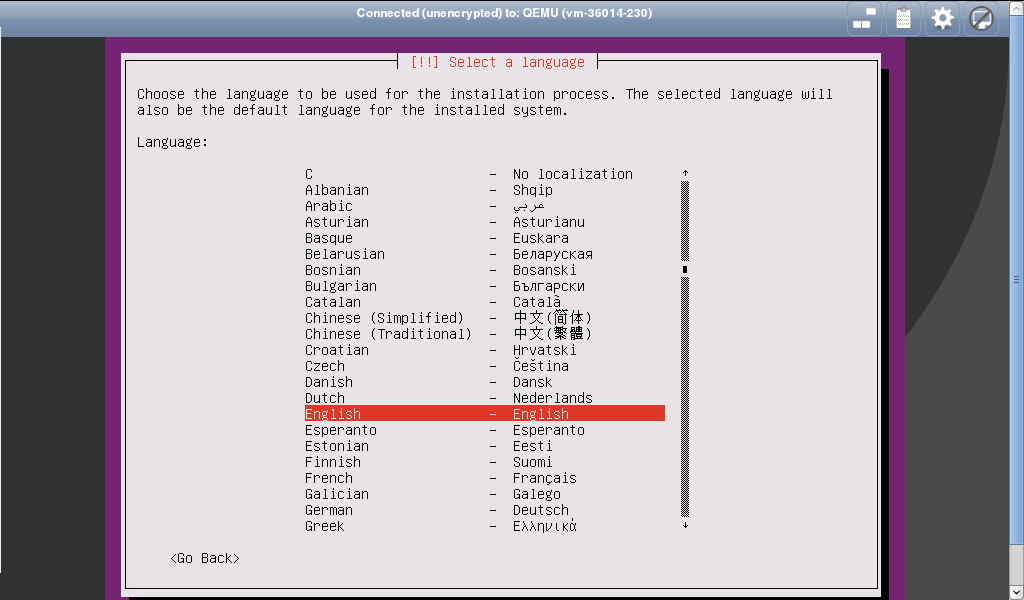 Connected (unencrypted) to: QEMU (vm-36014-230)
[!!] Select a language
Choose the language to be used for the installation process. The selected language will
also be the default language for the installed system.
Language:
C - No localization
Albanian - Shqip
Arabic - عربي
Asturian - Asturianu
Basque - Euskara
Belarusian - Беларуская
Bosnian - Bosanski
Bulgarian - Български
Catalan - Català
Chinese (Simplified) - 中文(简体)
Chinese (Traditional) - 中文(繁體)
Croatian - Hrvatski
Czech - Čeština
Danish - Dansk
Dutch - Nederlands
English - English
Esperanto - Esperanto
Estonian - Eesti
Finnish - Suomi
French - Français
Galician - Galego
German - Deutsch
Greek - Ελληνικά
<Go Back>